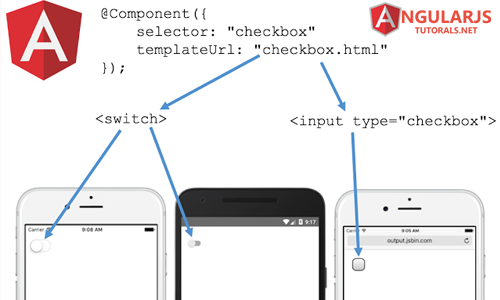 @Component({
selector: "checkbox"
templateUrl: "checkbox.html"
});
A
ANGULARJS
TUTORALS.NET
<switch>
<input type="checkbox">
Carrier 9:08 AM
9:17
Carrier 9:05 AM
output.jsbin.com